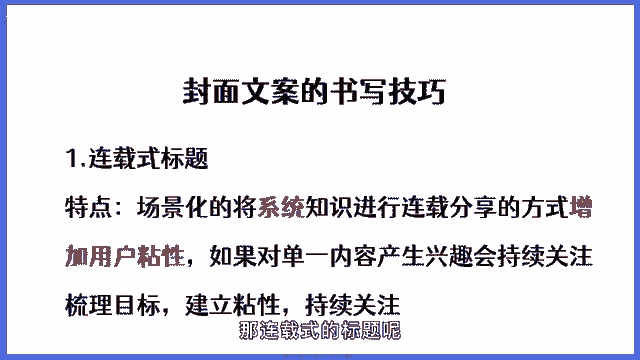 封面文案的书写技巧
1.连载式标题
特点：场景化的将系统知识进行连载分享的方式增
加用户粘性，如果对单一内容产生兴趣会持续关注
梳理目标，建立粘性，持续关注
那连载式的标题呢